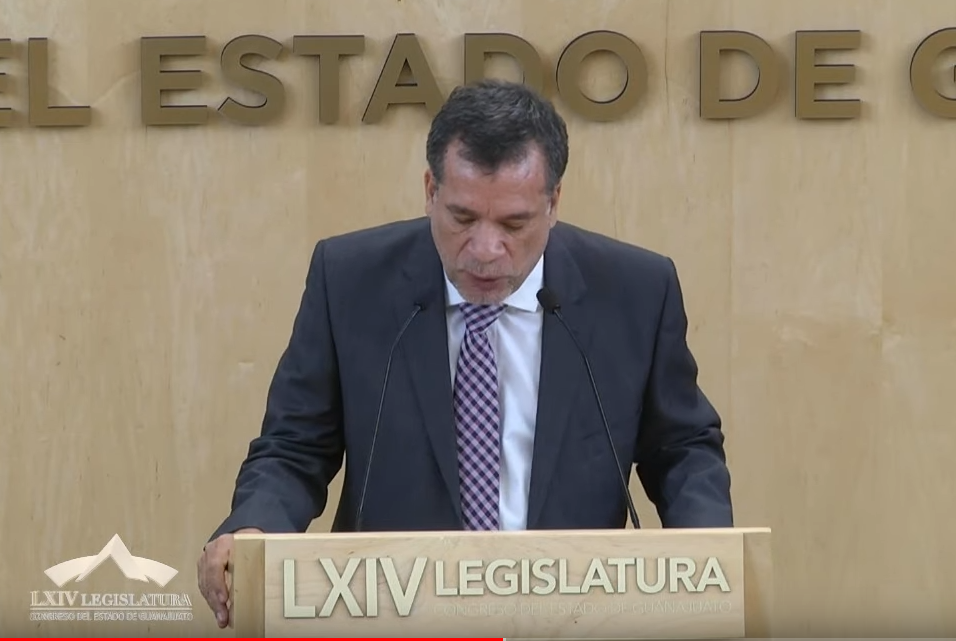 EL ESTADO DE G
LXIV LEGISLATURA
CONGRESO DEL ESTADO DE GUANAJUATO
LXIV LEGISLATURA
CONGRESO DEL ESTADO DE GUANAJUATO